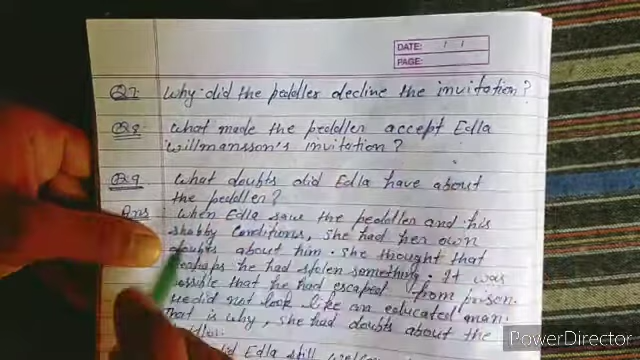 DATE: / /
PAGE:
Q7. Why did the peddler decline the invitation?
Q8. What made the peddler accept Edla
Willmansson's invitation?
Q9. What doubts did Edla have about
the peddler?
Ans: When Edla saw the peddler and his
shabby conditions, she had her own
doubts about him. She thought that
perhaps he had stolen something. It was
possible that he had escaped from prison.
He did not look like an educated man.
That is why, she had doubts about the
did Edla still
PowerDirector